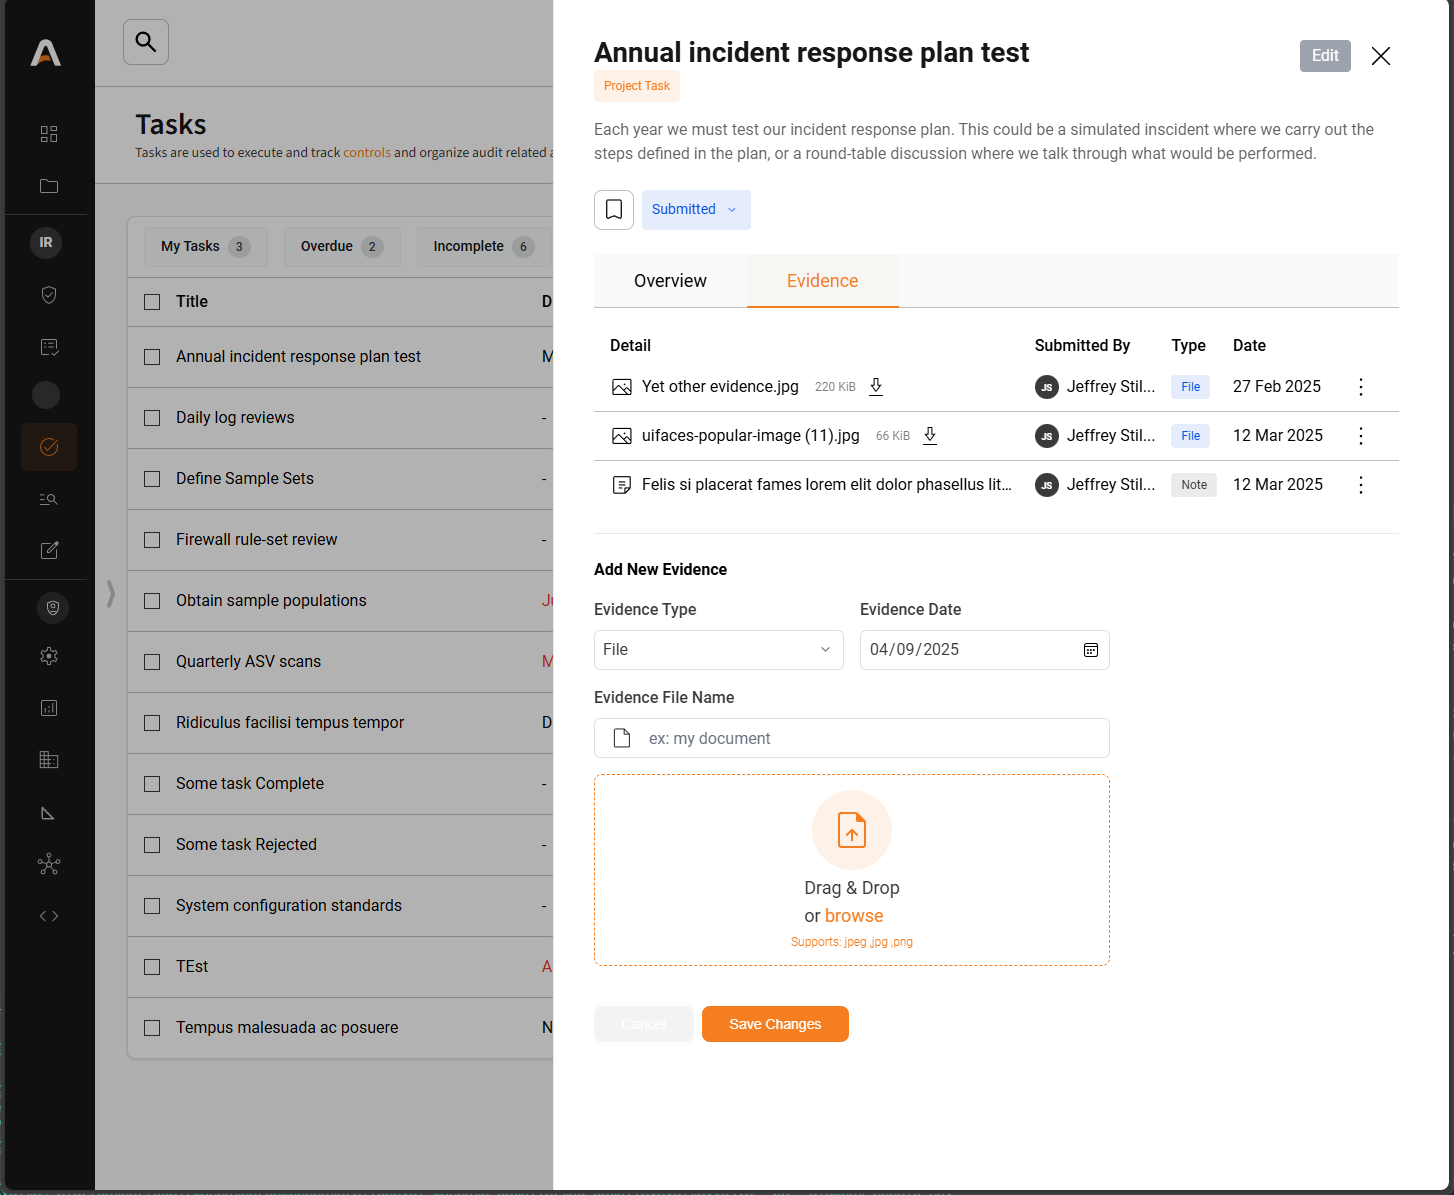 Tasks
Tasks are used to execute and track controls and organize audit related
My Tasks 3 Overdue 2 Incomplete 6
Title D
Annual incident response plan test M
Daily log reviews -
Define Sample Sets -
Firewall rule-set review -
Obtain sample populations
Quarterly ASV scans M
Ridiculus facilisi tempus tempor D
Some task Complete -
Some task Rejected -
System configuration standards -
TEst A
Tempus malesuada ac posuere N
IR
Annual incident response plan test
Edit
Project Task
Each year we must test our incident response plan. This could be a simulated inscident where we carry out the
steps defined in the plan, or a round-table discussion where we talk through what would be performed.
Submitted
Overview Evidence
Detail Submitted By Type Date
Yet other evidence.jpg 220 KiB JS Jeffrey Stil... File 27 Feb 2025
uifaces-popular-image (11).jpg 66 KiB JS Jeffrey Stil... File 12 Mar 2025
Felis si placerat fames lorem elit dolor phasellus lit... JS Jeffrey Stil... Note 12 Mar 2025
Add New Evidence
Evidence Type Evidence Date
File 04/09/2025
Evidence File Name
ex: my document
Drag & Drop
or browse
Supports: jpeg ,jpg ,png
Cancel Save Changes